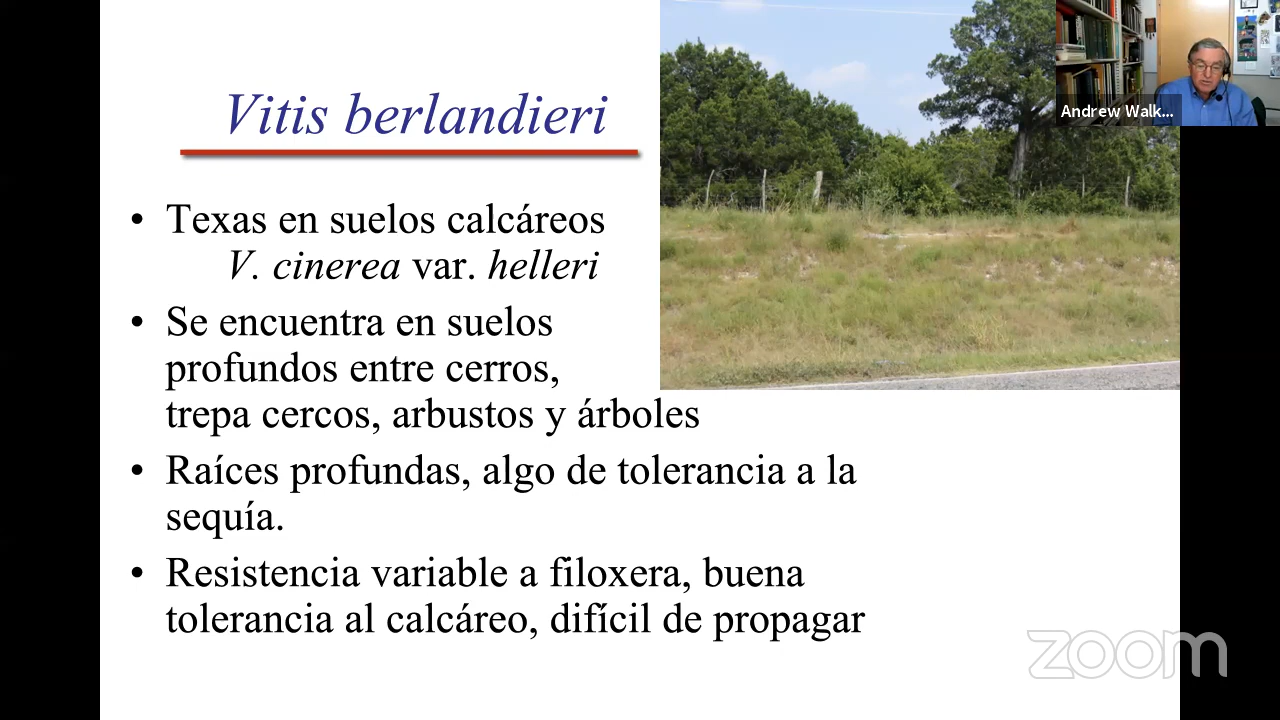 Vitis berlandieri
• Texas en suelos calcáreos
V. cinerea var. helleri
• Se encuentra en suelos
profundos entre cerros,
trepa cercos, arbustos y árboles
• Raíces profundas, algo de tolerancia a la
sequía.
• Resistencia variable a filoxera, buena
tolerancia al calcáreo, difícil de propagar
Andrew Walk...
zoom